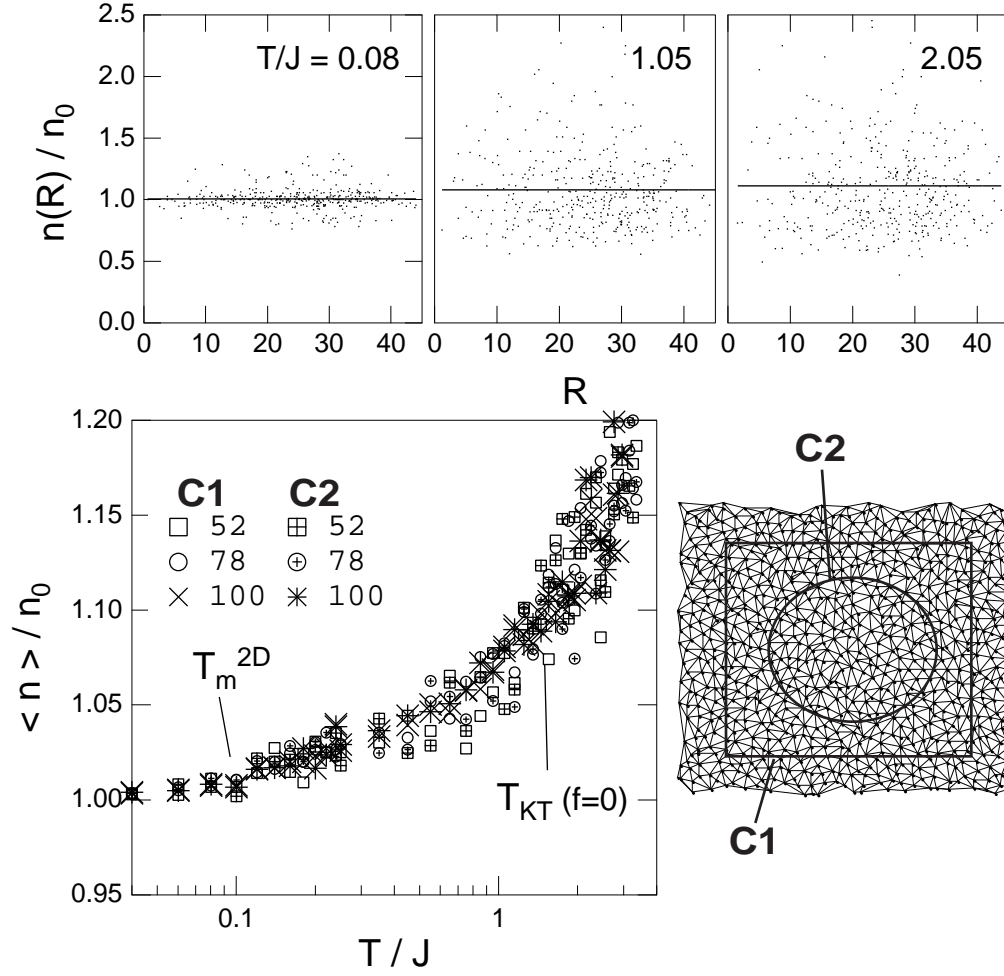 2.5
2.0
1.5
1.0
0.5
0.0
n(R) / n0
T/J = 0.08
1.05
2.05
0 10 20 30 40
0 10 20 30 40
0 10 20 30 40
R
1.20
1.15
1.10
1.05
1.00
0.95
< n > / n0
C1 C2
52 52
78 78
100 100
Tm 2D
TKT (f=0)
0.1 1
T / J
C2
C1